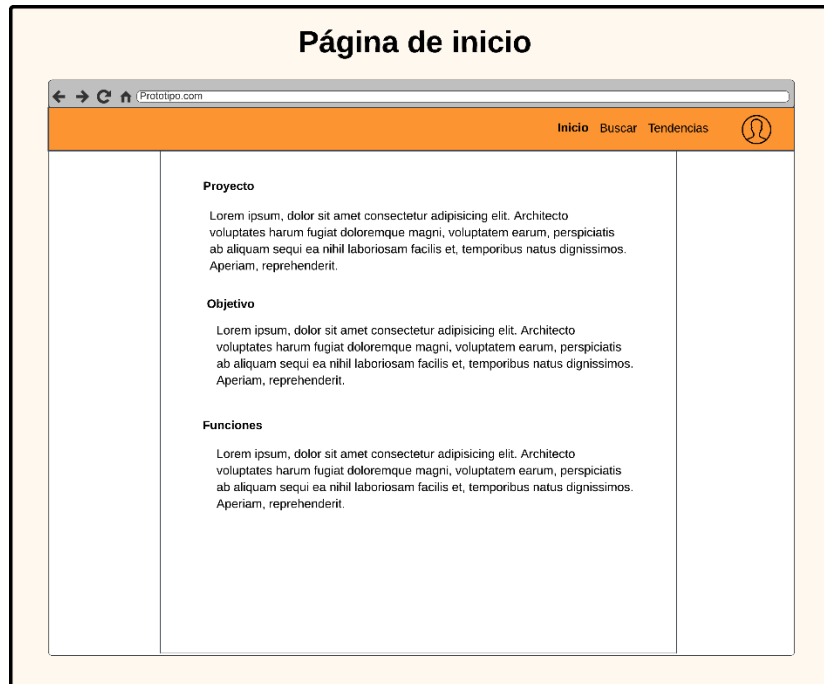 Página de inicio
Prototipo.com
Inicio Buscar Tendencias
Proyecto
Lorem ipsum, dolor sit amet consectetur adipisicing elit. Architecto
voluptates harum fugiat doloremque magni, voluptatem earum, perspiciatis
ab aliquam sequi ea nihil laboriosam facilis et, temporibus natus dignissimos.
Aperiam, reprehenderit.
Objetivo
Lorem ipsum, dolor sit amet consectetur adipisicing elit. Architecto
voluptates harum fugiat doloremque magni, voluptatem earum, perspiciatis
ab aliquam sequi ea nihil laboriosam facilis et, temporibus natus dignissimos.
Aperiam, reprehenderit.
Funciones
Lorem ipsum, dolor sit amet consectetur adipisicing elit. Architecto
voluptates harum fugiat doloremque magni, voluptatem earum, perspiciatis
ab aliquam sequi ea nihil laboriosam facilis et, temporibus natus dignissimos.
Aperiam, reprehenderit.